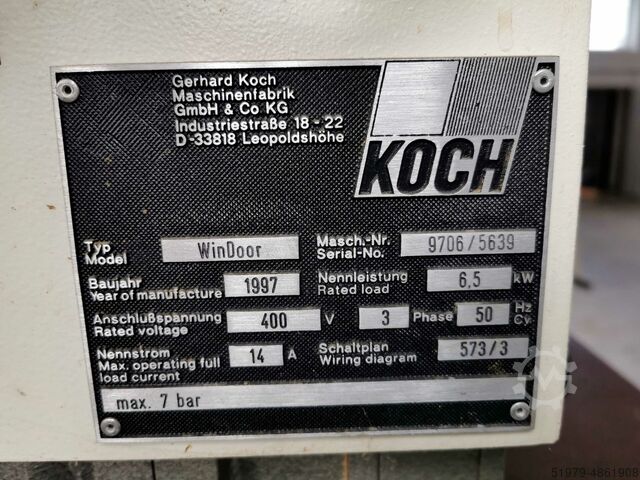 Gerhard Koch
Maschinenfabrik
GmbH & Co KG
Industriestraße 18 - 22
D-33818 Leopoldshöhe
KOCH
Typ
Model
WinDoor
Masch.-Nr.
Serial-No.
9706/5639
Baujahr
Year of manufacture
1997
Nennleistung
Rated load
6,5 kW
Anschlußspannung
Rated voltage
400 V
3 Phase
50
Hz
Cy.
Nennstrom
Max. operating full
load current
14 A
Schaltplan
Wiring diagram
573/3
max. 7 bar
51979-4861908